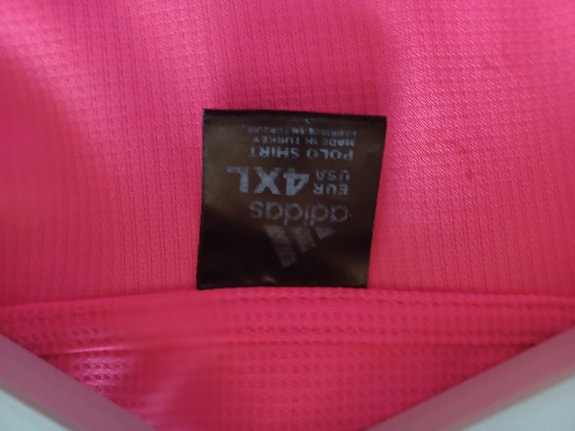 adidas
EUR 4XL
USA
POLO SHIRT
MADE IN TURKEY